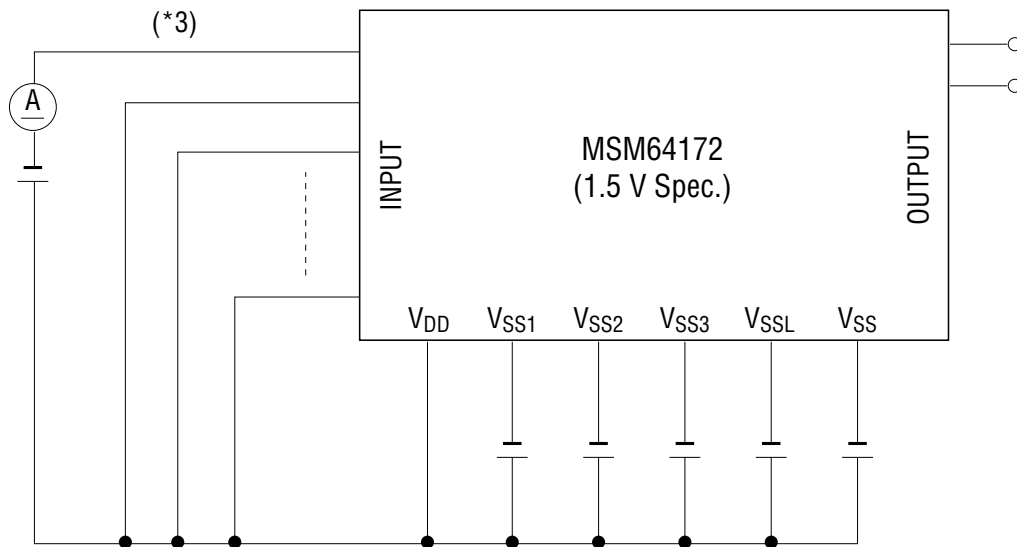 (*3)
A
INPUT
MSM64172
(1.5 V Spec.)
OUTPUT
VDD VSS1 VSS2 VSS3 VSSL VSS